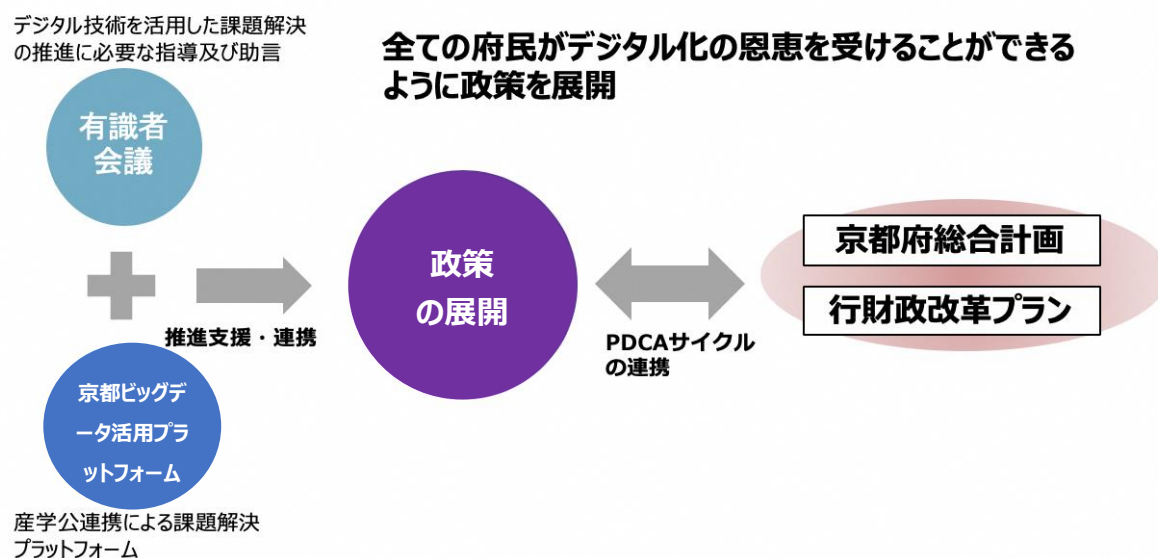 デジタル技術を活用した課題解決
の推進に必要な指導及び助言
全ての府民がデジタル化の恩恵を受けることができる
ように政策を展開
有識者
会議
政策
の展開
京都府総合計画
行財政改革プラン
推進支援・連携
PDCAサイクル
の連携
京都ビッグデ
ータ活用プラ
ットフォーム
産学公連携による課題解決
プラットフォーム